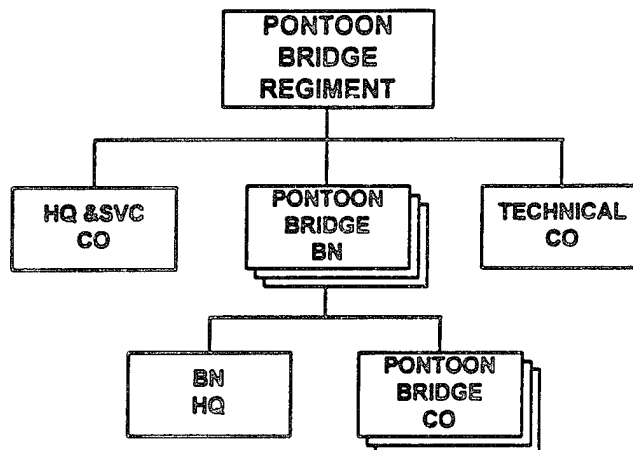 PONTOON
BRIDGE
REGIMENT
HQ &SVC
CO
PONTOON
BRIDGE
BN
TECHNICAL
CO
BN
HQ
PONTOON
BRIDGE
CO